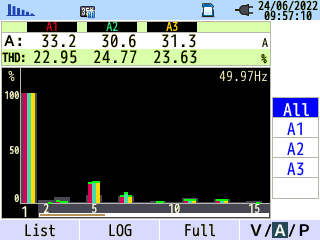 24/06/2022
09:57:10
A1 A2 A3
A: 33.2 30.6 31.3 A
THD: 22.95 24.77 23.63 %
% 49.97Hz
100
50
0
1 2 5 10 15
All
A1
A2
A3
List LOG Full V/A/P